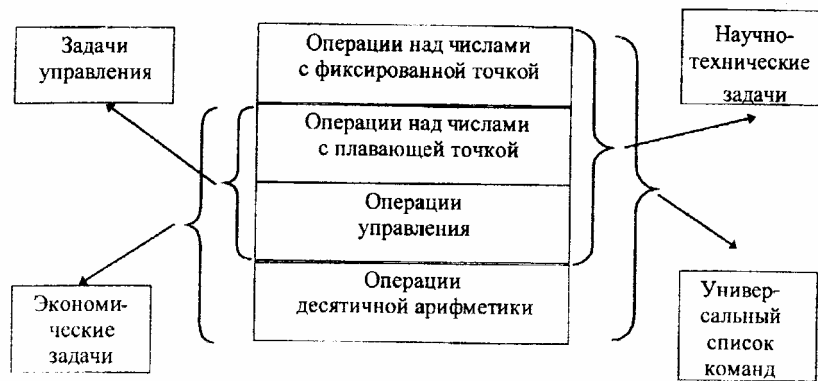 Задачи
управления
Операции над числами
с фиксированной точкой
Научно-
технические
задачи
Операции над числами
с плавающей точкой
Операции
управления
Операции
десятичной арифметики
Экономи-
ческие
задачи
Универ-
сальный
список
команд